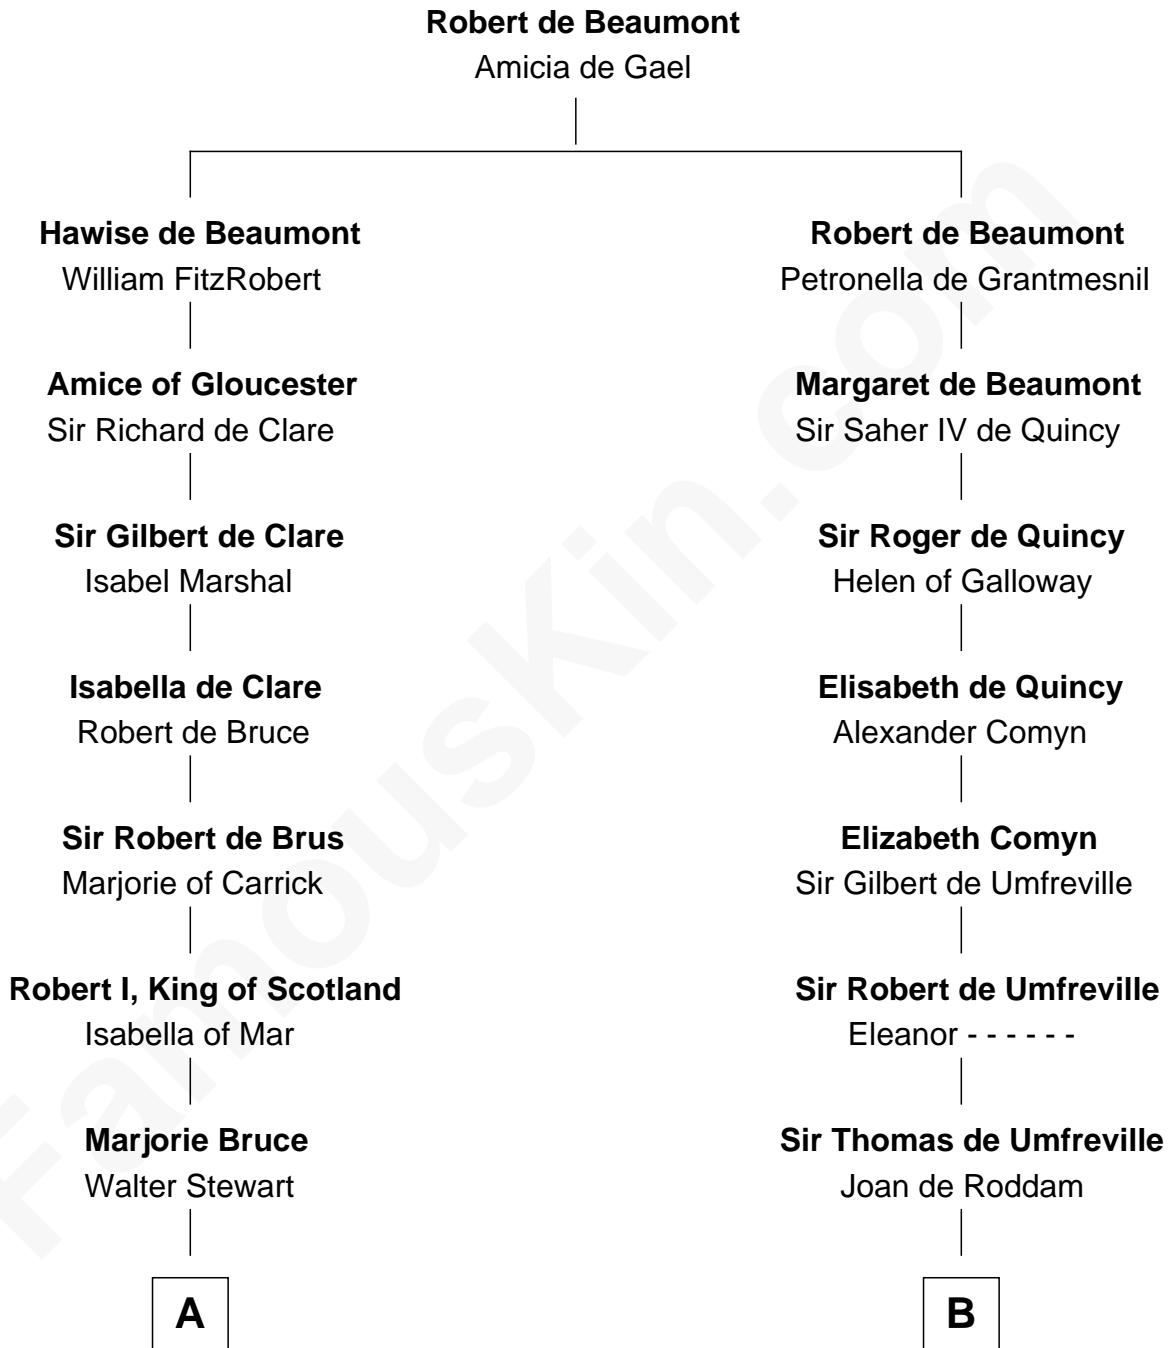 Robert de Beaumont
Amicia de Gael
Hawise de Beaumont
William FitzRobert
Robert de Beaumont
Petronella de Grantmesnil
Amice of Gloucester
Sir Richard de Clare
Margaret de Beaumont
Sir Saher IV de Quincy
Sir Gilbert de Clare
Isabel Marshal
Sir Roger de Quincy
Helen of Galloway
Isabella de Clare
Robert de Bruce
Elisabeth de Quincy
Alexander Comyn
Sir Robert de Brus
Marjorie of Carrick
Elizabeth Comyn
Sir Gilbert de Umfreville
Robert I, King of Scotland
Isabella of Mar
Sir Robert de Umfreville
Eleanor - - - - - -
Marjorie Bruce
Walter Stewart
Sir Thomas de Umfreville
Joan de Roddam
A
B
FamousKin.com